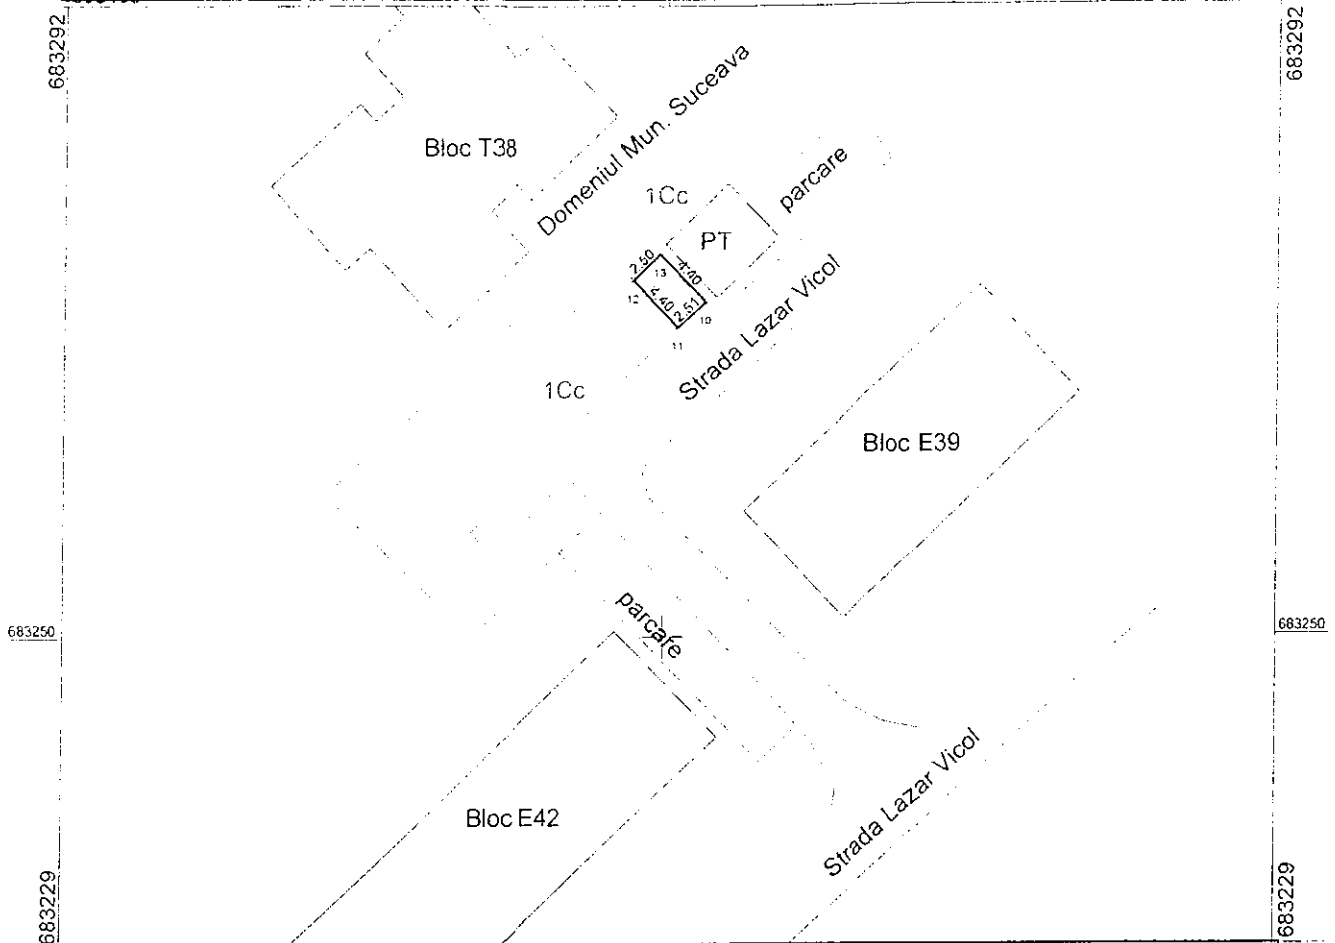 683292
683292
Bloc T38
Domeniul Mun. Suceava
parcare
1Cc
PT
2.50
13
4.40
12
4.40
2.51
10
11
Strada Lazar Vicol
1Cc
Bloc E39
parcare
683250
683250
Strada Lazar Vicol
Bloc E42
683229
683229